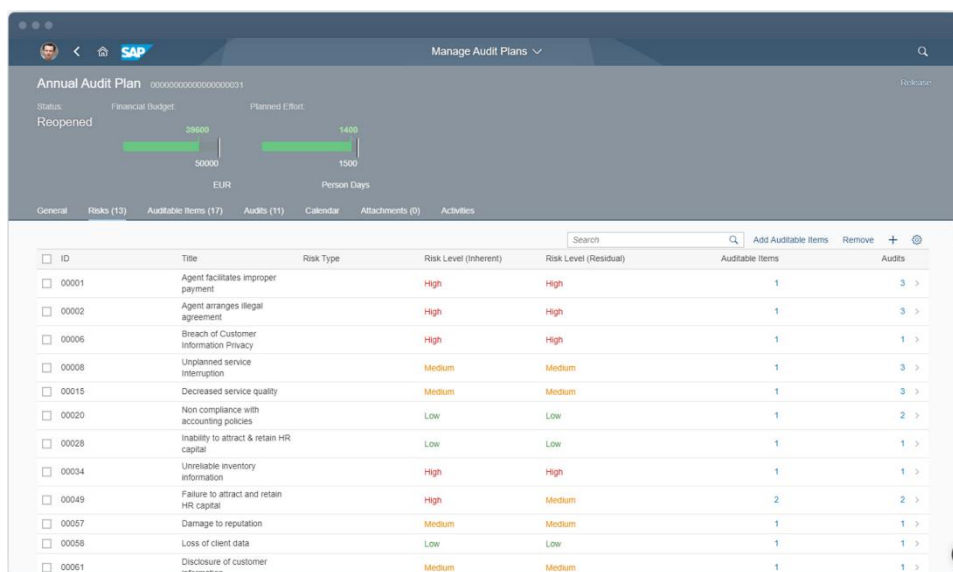 SAP
Manage Audit Plans
Annual Audit Plan 00000000000000000031
Release
Status: Financial Budget: Planned Effort:
Reopened
39600 1400
50000 1500
EUR Person Days
General Risks (13) Auditable Items (17) Audits (11) Calendar Attachments (0) Activities
Search Add Auditable Items Remove
ID Title Risk Type Risk Level (Inherent) Risk Level (Residual) Auditable Items Audits
00001 Agent facilitates improper
payment High High 1 3
00002 Agent arranges illegal
agreement High High 1 3
00006 Breach of Customer
Information Privacy High High 1 1
00008 Unplanned service
Interruption Medium Medium 1 3
00015 Decreased service quality Medium Medium 1 3
00020 Non compliance with
accounting policies Low Low 1 2
00028 Inability to attract & retain HR
capital Low Low 1 1
00034 Unreliable inventory
information High High 1 1
00049 Failure to attract and retain
HR capital High Medium 2 2
00057 Damage to reputation Medium Medium 1 1
00058 Loss of client data Low Low 1 1
00061 Disclosure of customer
Medium Medium 1 1